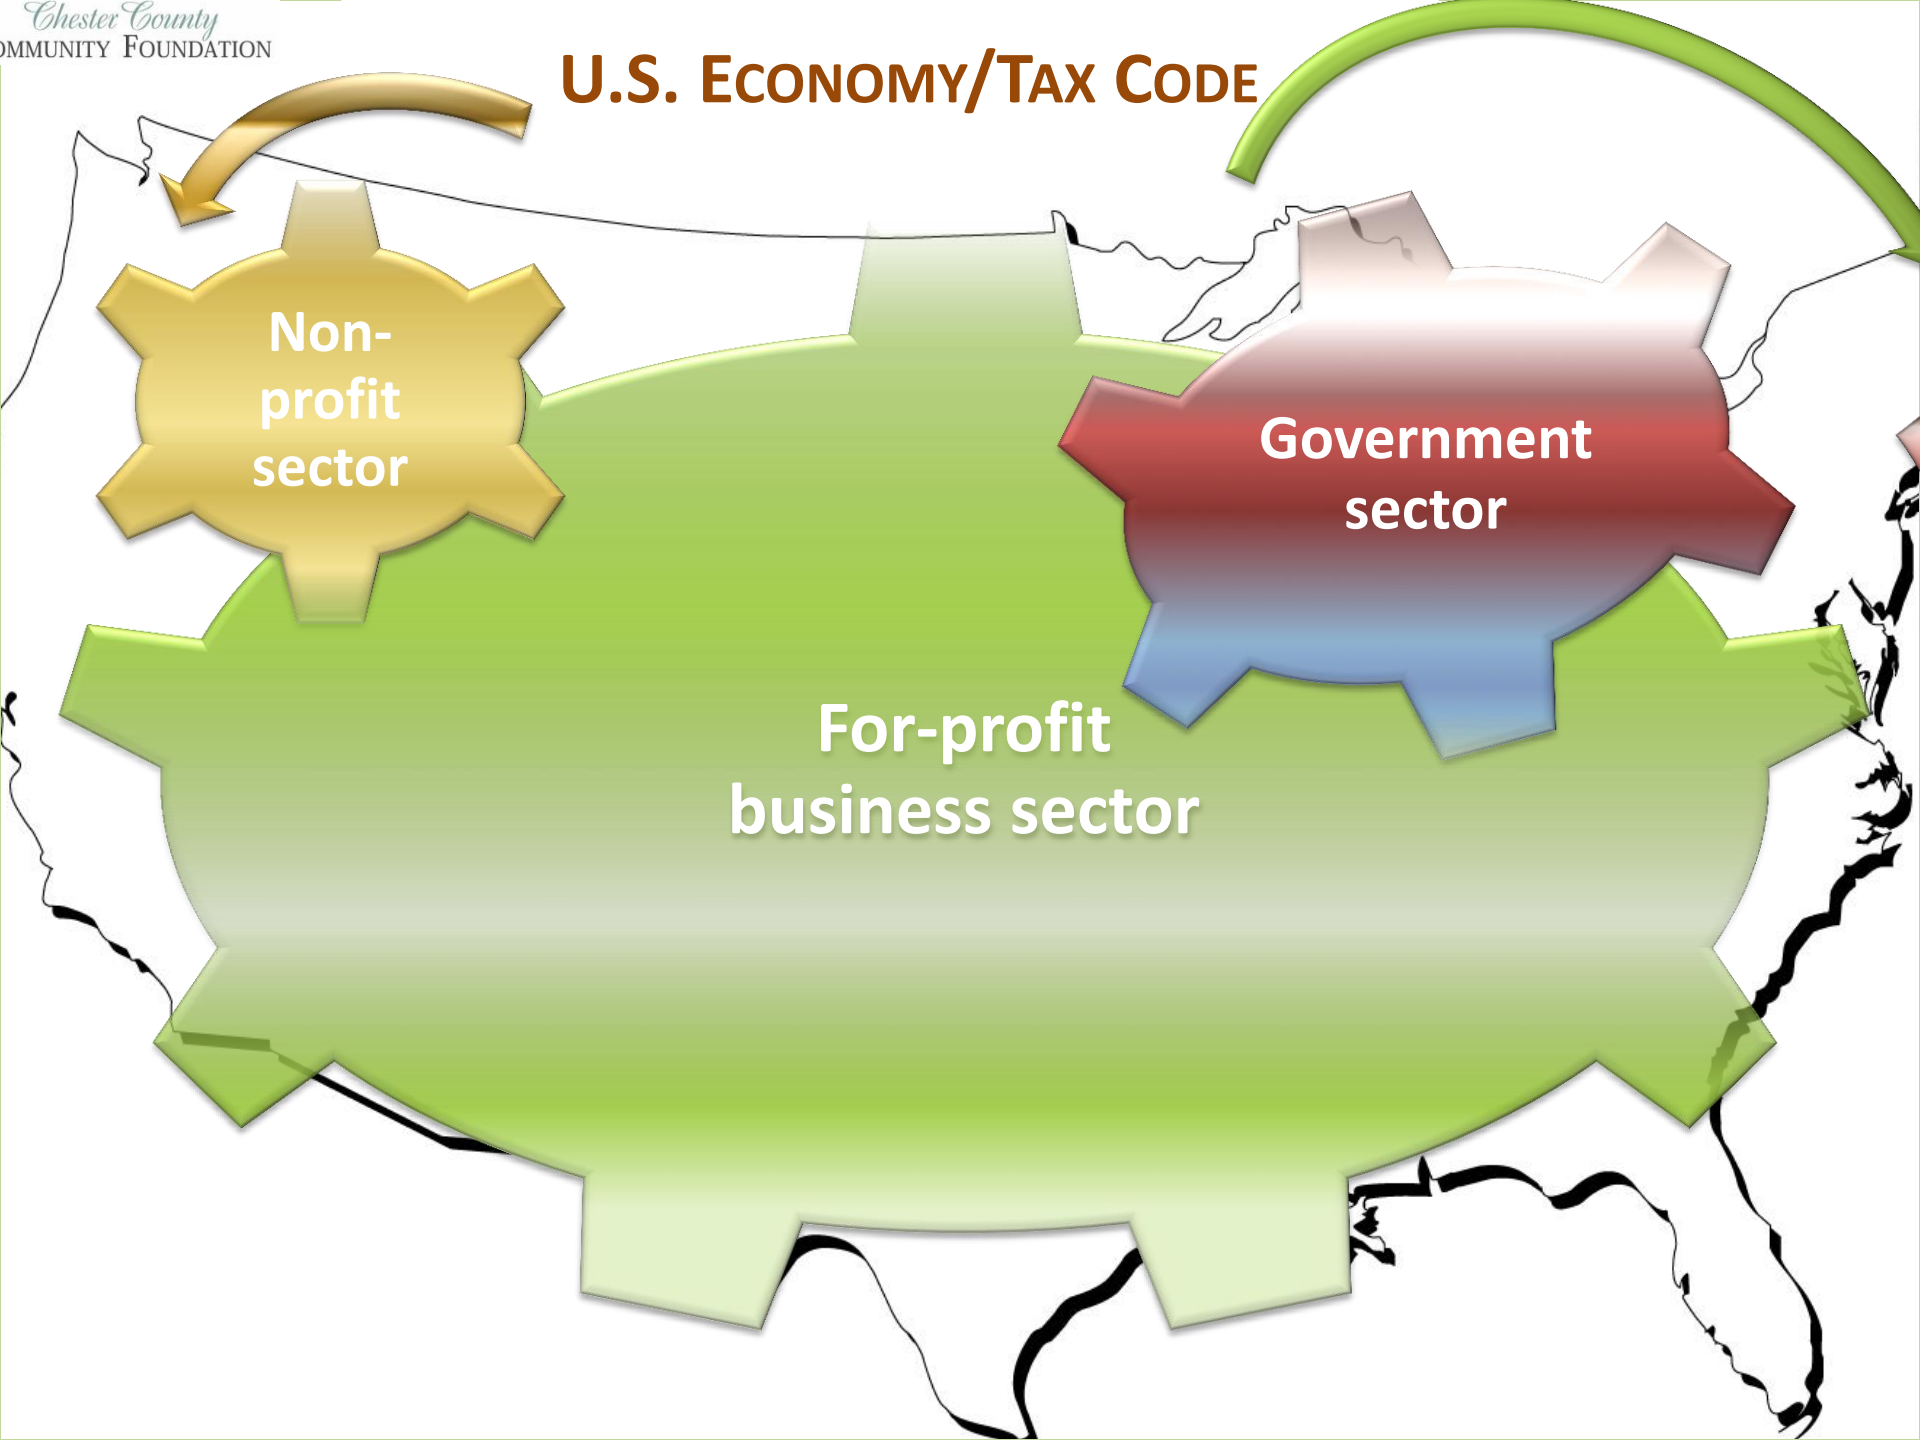 Chester County
OMMUNITY FOUNDATION
U.S. ECONOMY/TAX CODE
Non-
profit
sector
Government
sector
For-profit
business sector